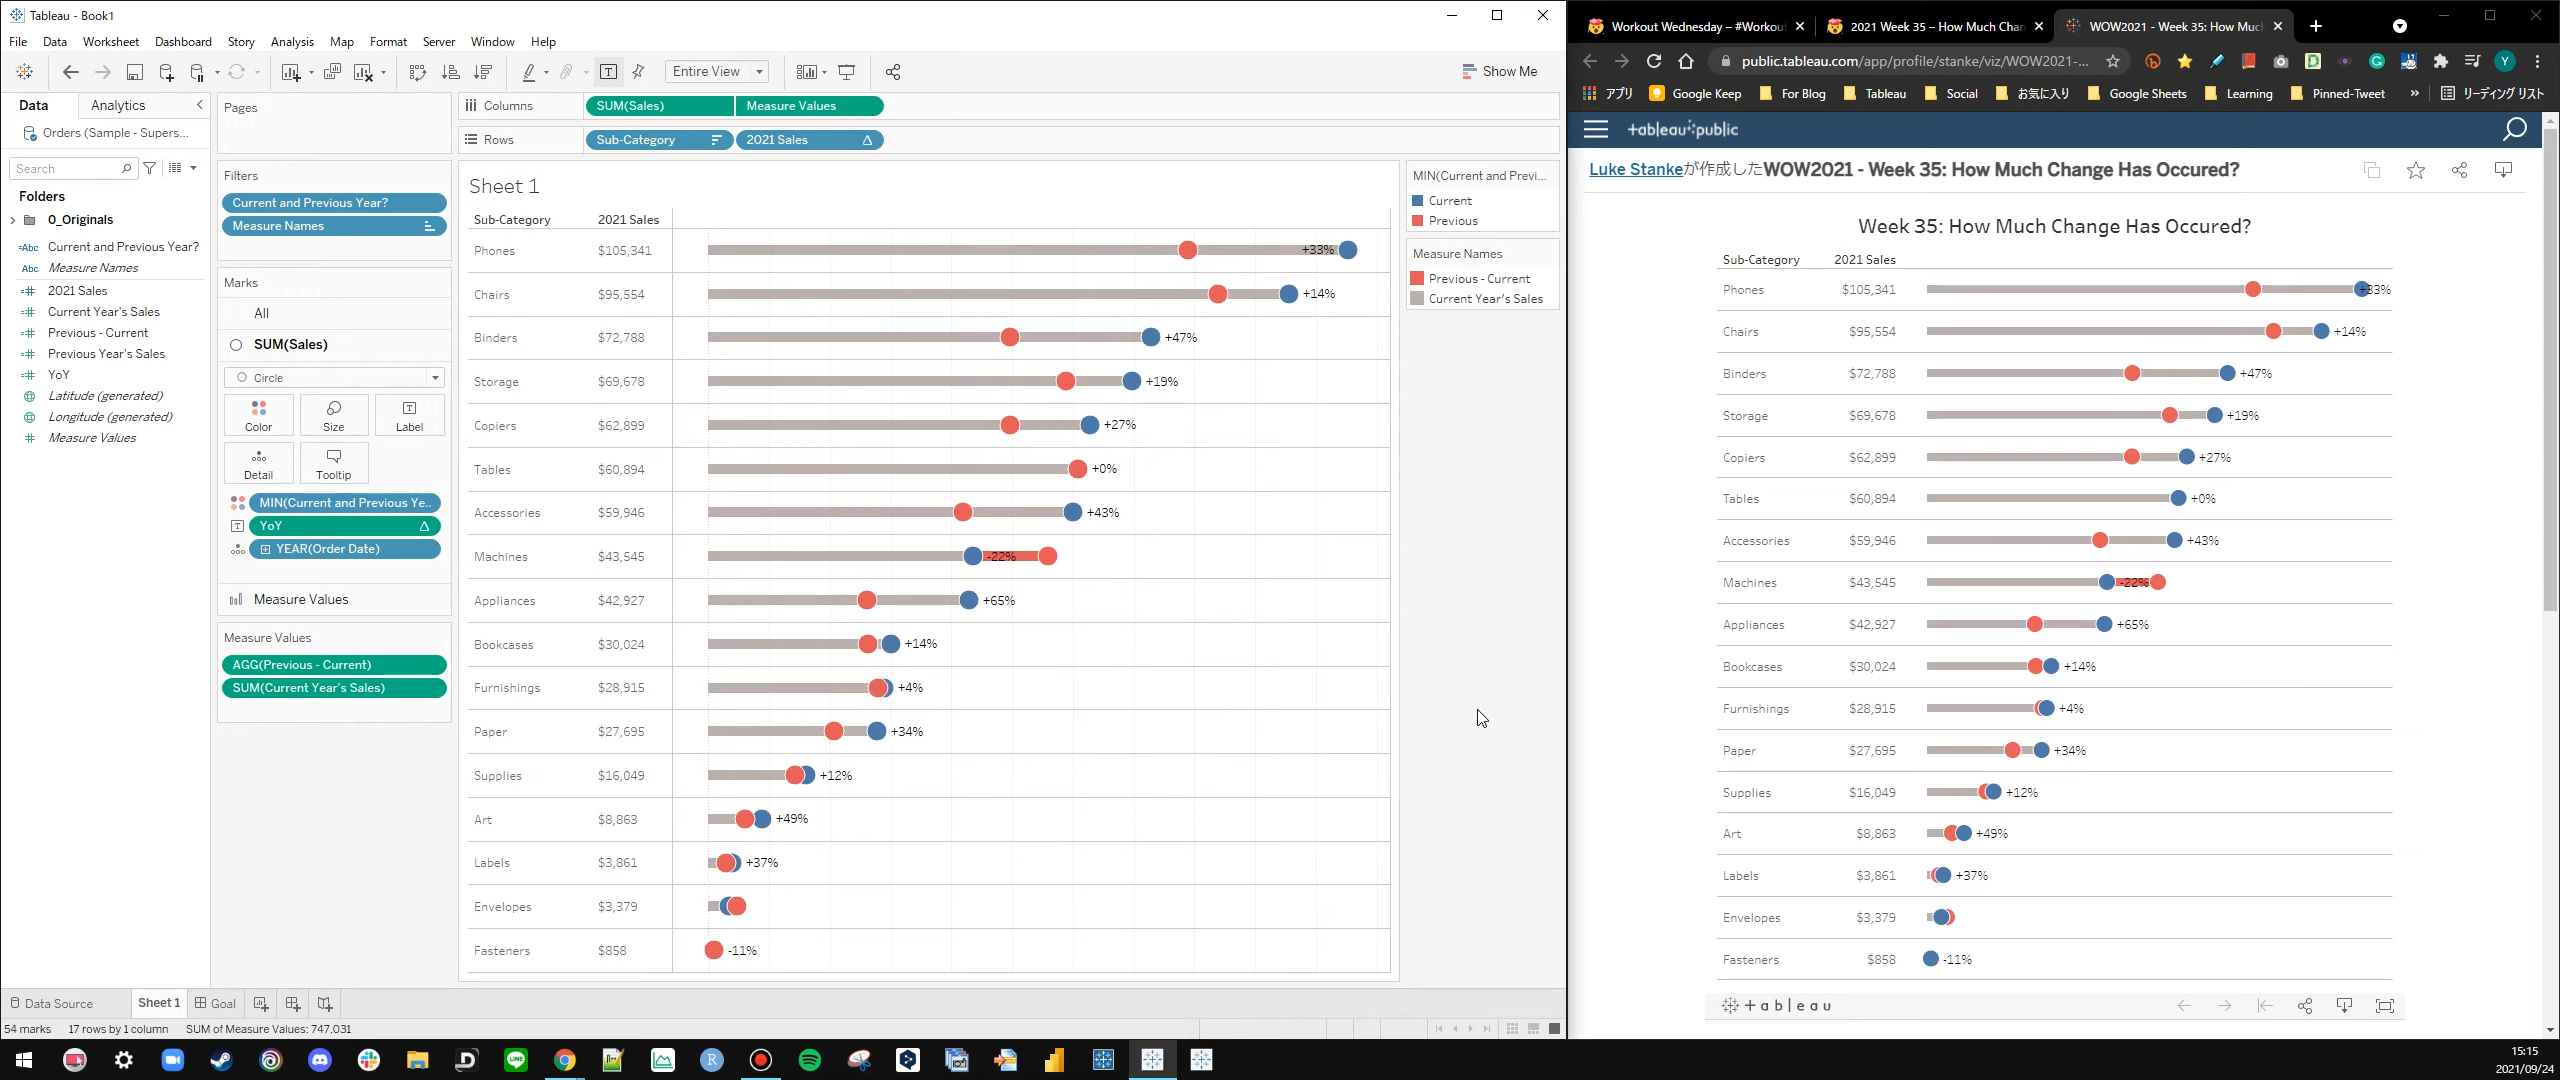 Tableau - Book1
File Data Worksheet Dashboard Story Analysis Map Format Server Window Help
Entire View
Show Me
Data Analytics
Orders (Sample - Supers...
Search
Folders
0_Originals
Current and Previous Year?
Measure Names
2021 Sales
Current Year's Sales
Previous - Current
Previous Year's Sales
YoY
Latitude (generated)
Longitude (generated)
Measure Values
Pages
Filters
Current and Previous Year?
Measure Names
Marks
All
SUM(Sales)
Circle
Color Size Label
Detail Tooltip
MIN(Current and Previous Ye..
YoY
YEAR(Order Date)
Measure Values
Measure Values
AGG(Previous - Current)
SUM(Current Year's Sales)
Columns SUM(Sales) Measure Values
Rows Sub-Category 2021 Sales
Sheet 1
Sub-Category 2021 Sales
Phones $105,341 +33%
Chairs $95,554 +14%
Binders $72,788 +47%
Storage $69,678 +19%
Copiers $62,899 +27%
Tables $60,894 +0%
Accessories $59,946 +43%
Machines $43,545 -22%
Appliances $42,927 +65%
Bookcases $30,024 +14%
Furnishings $28,915 +4%
Paper $27,695 +34%
Supplies $16,049 +12%
Art $8,863 +49%
Labels $3,861 +37%
Envelopes $3,379
Fasteners $858 -11%
MIN(Current and Previ...
Current
Previous
Measure Names
Previous - Current
Current Year's Sales
Data Source Sheet 1 Goal
54 marks 17 rows by 1 column SUM of Measure Values: 747,031
Workout Wednesday – #Workou
2021 Week 35 – How Much Chan
WOW2021 - Week 35: How Muc
public.tableau.com/app/profile/stanke/viz/WOW2021-...
アプリ Google Keep For Blog Tableau Social お気に入り Google Sheets Learning Pinned-Tweet » リーディング リスト
tableau public
Luke Stankeが作成したWOW2021 - Week 35: How Much Change Has Occured?
Week 35: How Much Change Has Occured?
Sub-Category 2021 Sales
Phones $105,341 +33%
Chairs $95,554 +14%
Binders $72,788 +47%
Storage $69,678 +19%
Copiers $62,899 +27%
Tables $60,894 +0%
Accessories $59,946 +43%
Machines $43,545 -22%
Appliances $42,927 +65%
Bookcases $30,024 +14%
Furnishings $28,915 +4%
Paper $27,695 +34%
Supplies $16,049 +12%
Art $8,863 +49%
Labels $3,861 +37%
Envelopes $3,379
Fasteners $858 -11%
+ a b | e a u
15:15
2021/09/24